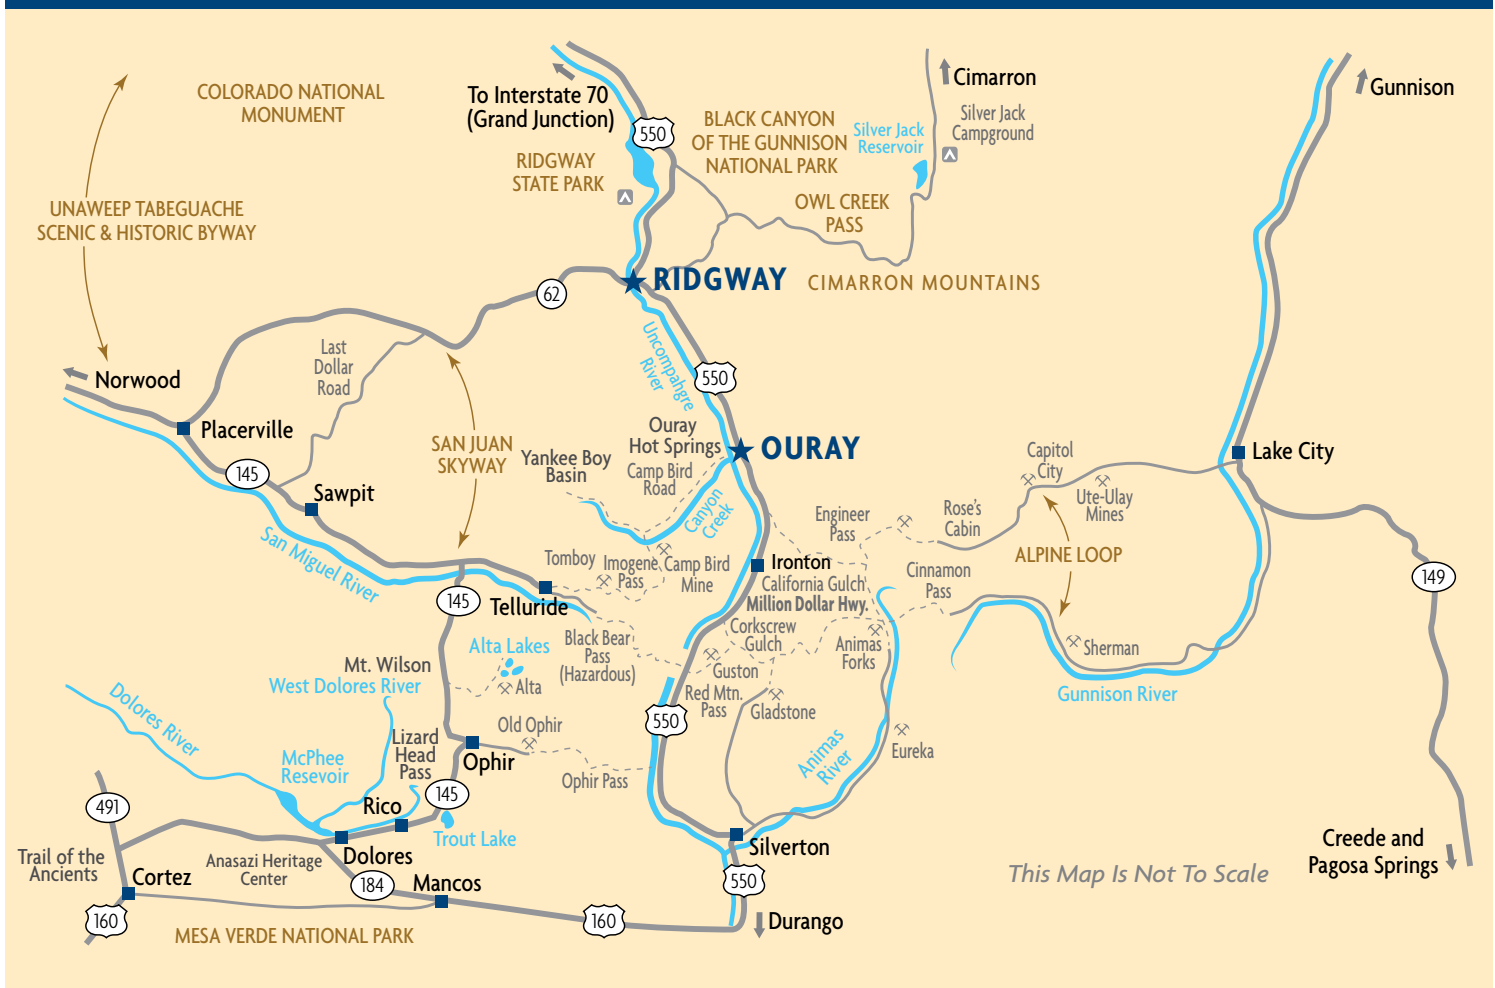 COLORADO NATIONAL
MONUMENT
To Interstate 70
(Grand Junction)
550
BLACK CANYON
OF THE GUNNISON
NATIONAL PARK
Cimarron
Silver Jack
Campground
Silver Jack
Reservoir
Gunnison
RIDGWAY
STATE PARK
OWL CREEK
PASS
UNAWEEP TABEGUACHE
SCENIC & HISTORIC BYWAY
RIDGWAY
CIMARRON MOUNTAINS
62
Uncompahgre
River
Last
Dollar
Road
Norwood
550
Placerville
SAN JUAN
SKYWAY
Ouray
Hot Springs
OURAY
Yankee Boy
Basin
Camp Bird
Road
Capitol
City
Lake City
145
Sawpit
Canyon
Creek
Engineer
Pass
Rose's
Cabin
Ute-Ulay
Mines
San Miguel River
Tomboy
Imogene
Pass
Camp Bird
Mine
Ironton
California Gulch
Million Dollar Hwy.
Cinnamon
Pass
ALPINE LOOP
149
145
Telluride
Corkscrew
Gulch
Animas
Forks
Sherman
Alta Lakes
Black Bear
Pass
(Hazardous)
Guston
Mt. Wilson
West Dolores River
Alta
Red Mtn.
Pass
Gladstone
Gunnison River
Dolores River
Old Ophir
550
Lizard
Head
Pass
Ophir
Eureka
Animas
River
McPhee
Resevoir
Ophir Pass
491
Rico
145
Trout Lake
Silverton
Creede and
Pagosa Springs
Trail of the
Ancients
Anasazi Heritage
Center
Dolores
This Map Is Not To Scale
Cortez
184
Mancos
550
160
160
Durango
MESA VERDE NATIONAL PARK